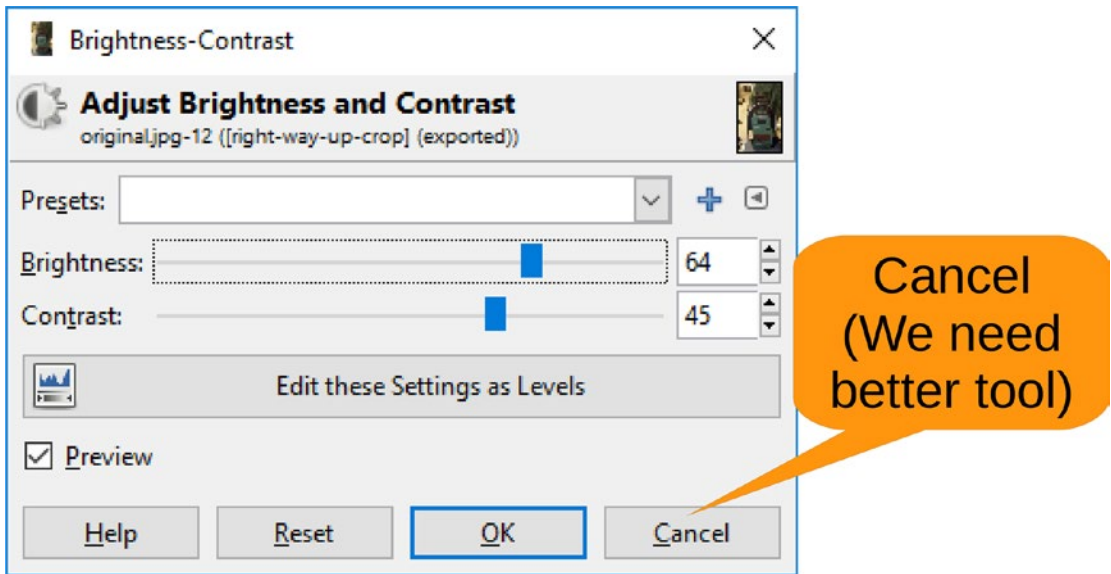 Brightness-Contrast
Adjust Brightness and Contrast
original.jpg-12 ([right-way-up-crop] (exported))
Presets:
Brightness: 64
Contrast: 45
Edit these Settings as Levels
Preview
Help Reset OK Cancel
Cancel
(We need
better tool)